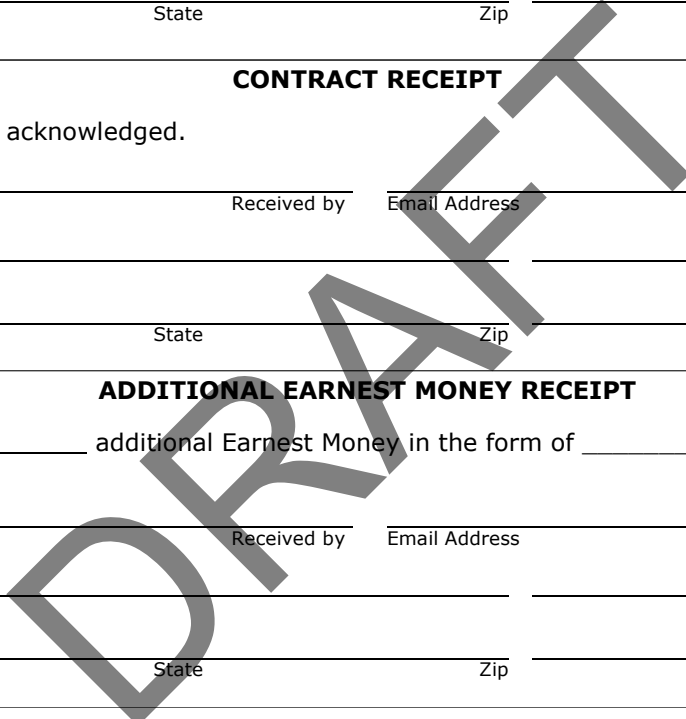 State Zip
CONTRACT RECEIPT
acknowledged.
Received by Email Address
State Zip
ADDITIONAL EARNEST MONEY RECEIPT
additional Earnest Money in the form of
Received by Email Address
State Zip
DRAFT